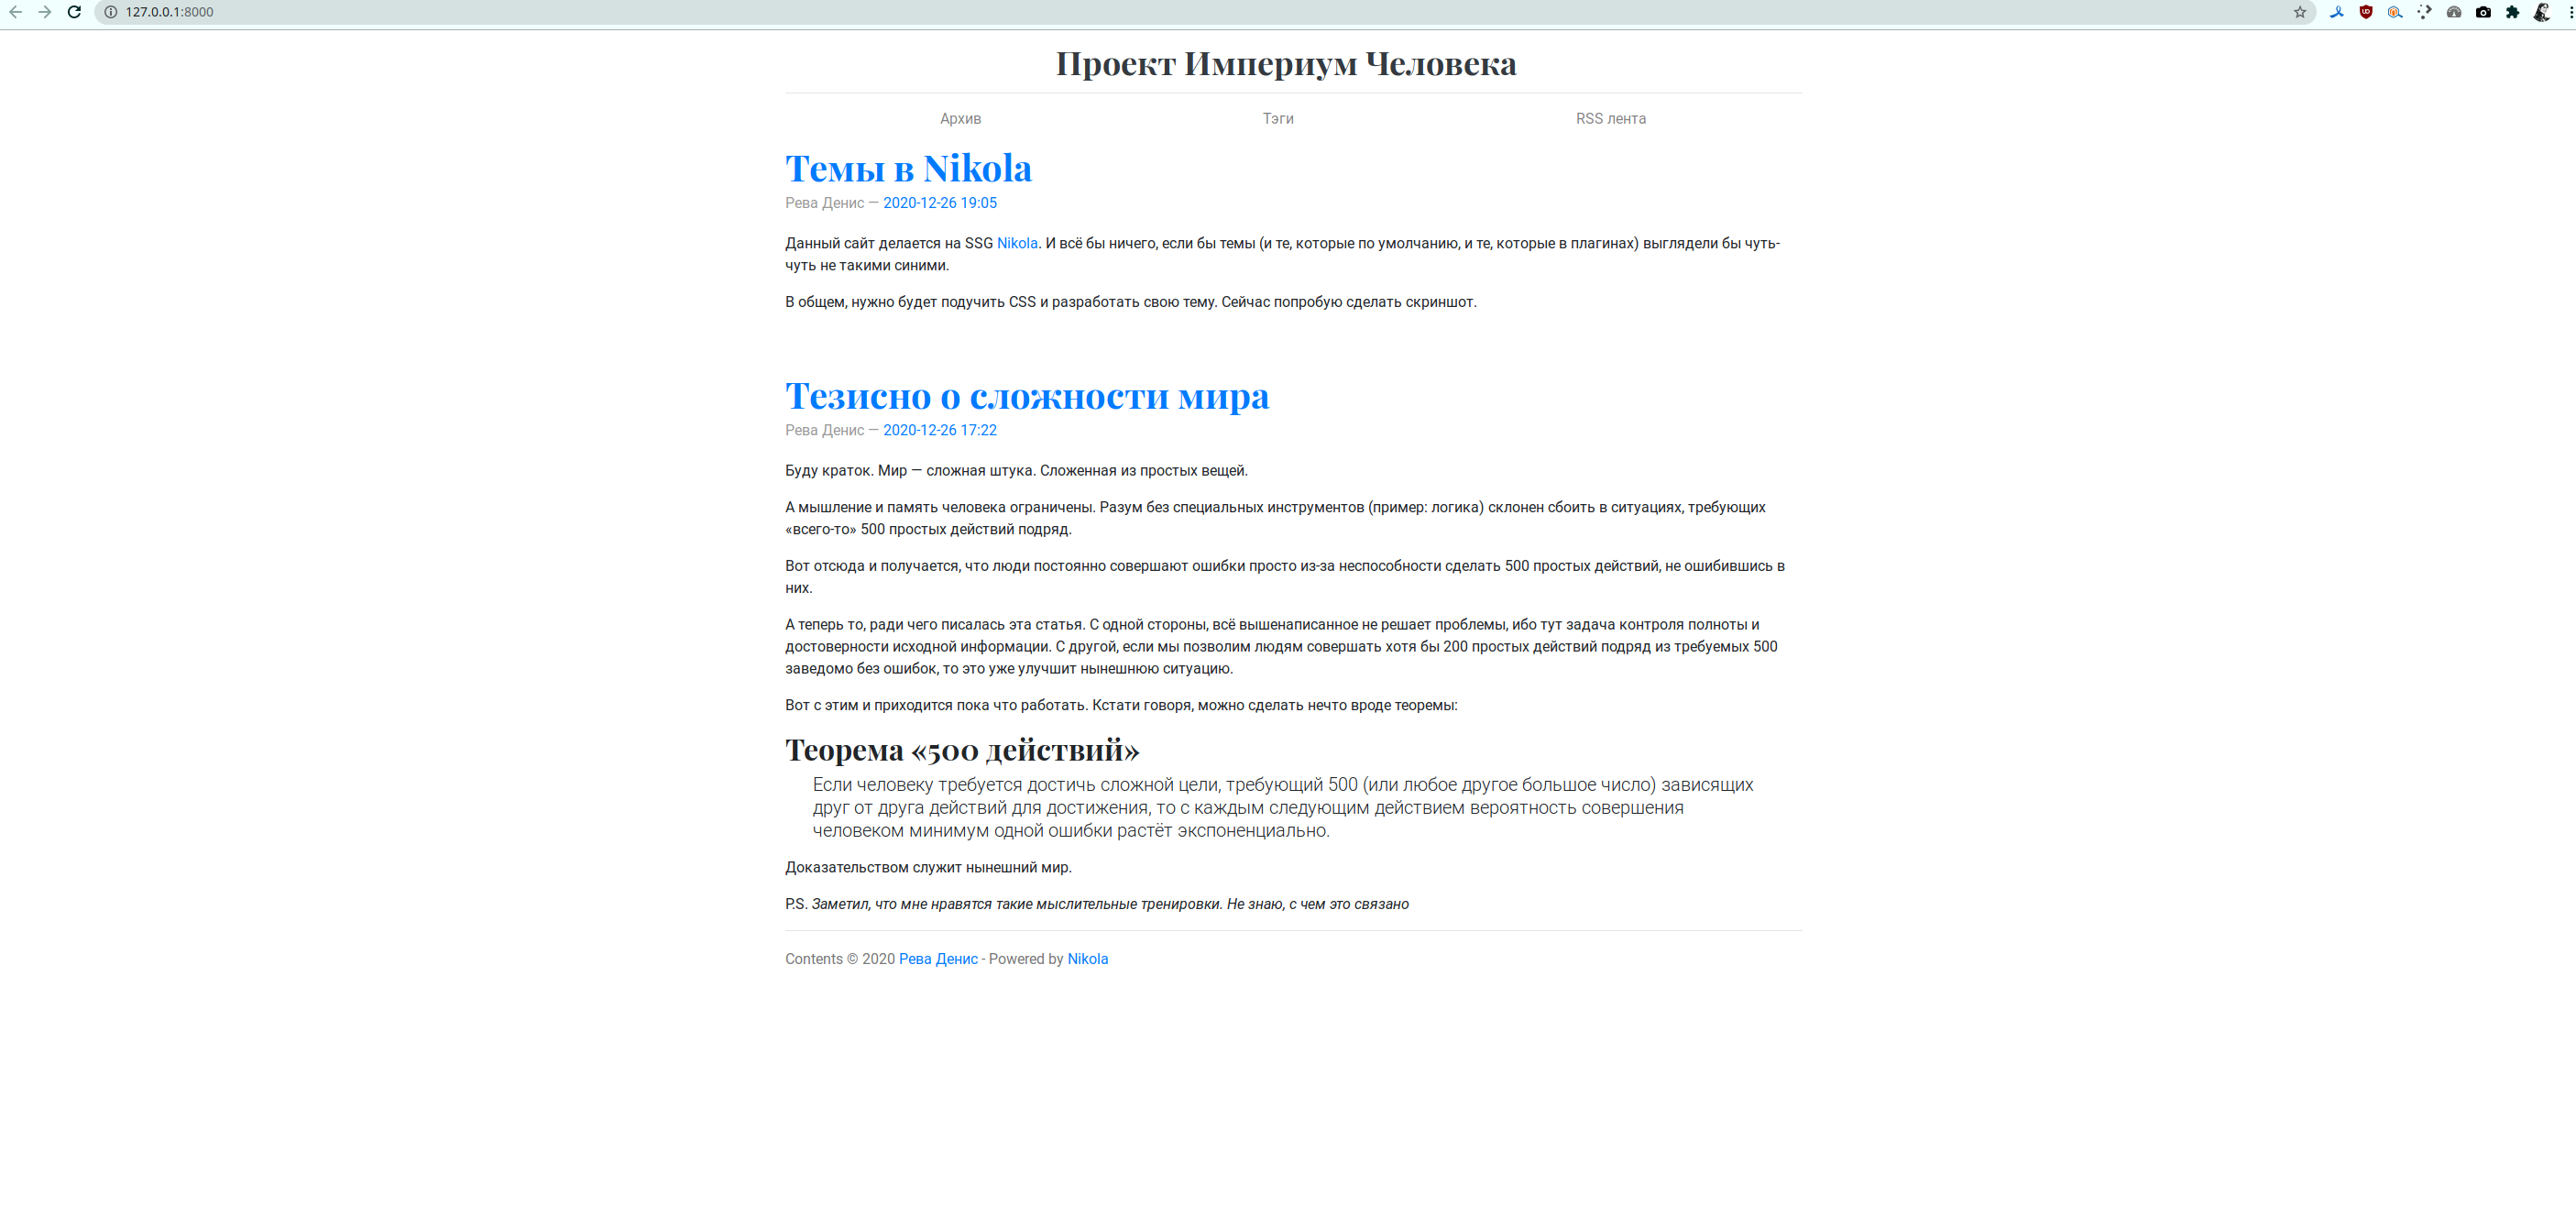 127.0.0.1:8000
Проект Империум Человека
Архив Тэги RSS лента
Темы в Nikola
Рева Денис — 2020-12-26 19:05
Данный сайт делается на SSG Nikola. И всё бы ничего, если бы темы (и те, которые по умолчанию, и те, которые в плагинах) выглядели бы чуть-
чуть не такими синими.
В общем, нужно будет подучить CSS и разработать свою тему. Сейчас попробую сделать скриншот.
Тезисно о сложности мира
Рева Денис — 2020-12-26 17:22
Буду краток. Мир — сложная штука. Сложенная из простых вещей.
А мышление и память человека ограничены. Разум без специальных инструментов (пример: логика) склонен сбоить в ситуациях, требующих
«всего-то» 500 простых действий подряд.
Вот отсюда и получается, что люди постоянно совершают ошибки просто из-за неспособности сделать 500 простых действий, не ошибившись в
них.
А теперь то, ради чего писалась эта статья. С одной стороны, всё вышенаписанное не решает проблемы, ибо тут задача контроля полноты и
достоверности исходной информации. С другой, если мы позволим людям совершать хотя бы 200 простых действий подряд из требуемых 500
заведомо без ошибок, то это уже улучшит нынешнюю ситуацию.
Вот с этим и приходится пока что работать. Кстати говоря, можно сделать нечто вроде теоремы:
Теорема «500 действий»
Если человеку требуется достичь сложной цели, требующий 500 (или любое другое большое число) зависящих
друг от друга действий для достижения, то с каждым следующим действием вероятность совершения
человеком минимум одной ошибки растёт экспоненциально.
Доказательством служит нынешний мир.
P.S. Заметил, что мне нравятся такие мыслительные тренировки. Не знаю, с чем это связано
Contents © 2020 Рева Денис - Powered by Nikola